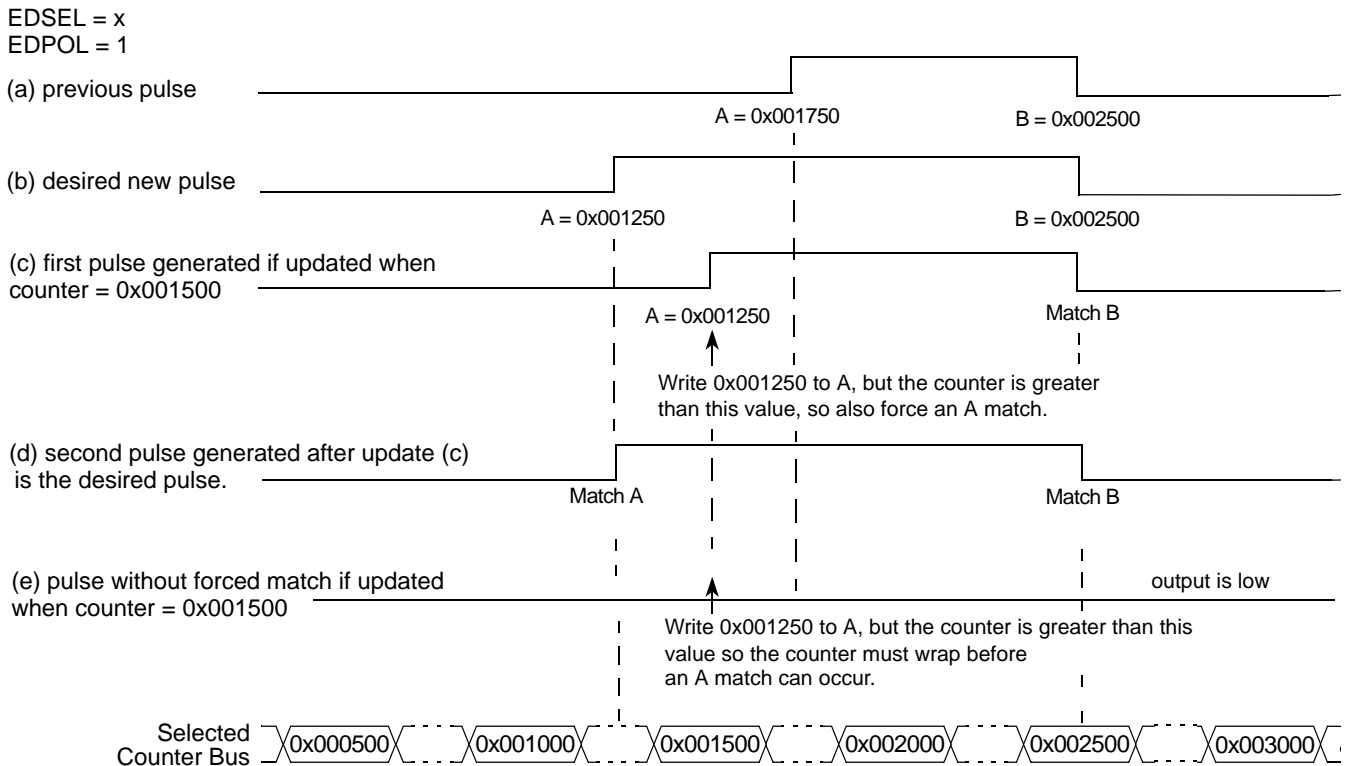 EDSEL = x
EDPOL = 1
(a) previous pulse
A = 0x001750
B = 0x002500
(b) desired new pulse
A = 0x001250
B = 0x002500
(c) first pulse generated if updated when
counter = 0x001500
A = 0x001250
Match B
Write 0x001250 to A, but the counter is greater
than this value, so also force an A match.
(d) second pulse generated after update (c)
is the desired pulse.
Match A
Match B
(e) pulse without forced match if updated
when counter = 0x001500
output is low
Write 0x001250 to A, but the counter is greater than this
value so the counter must wrap before
an A match can occur.
Selected
Counter Bus
0x000500
0x001000
0x001500
0x002000
0x002500
0x003000